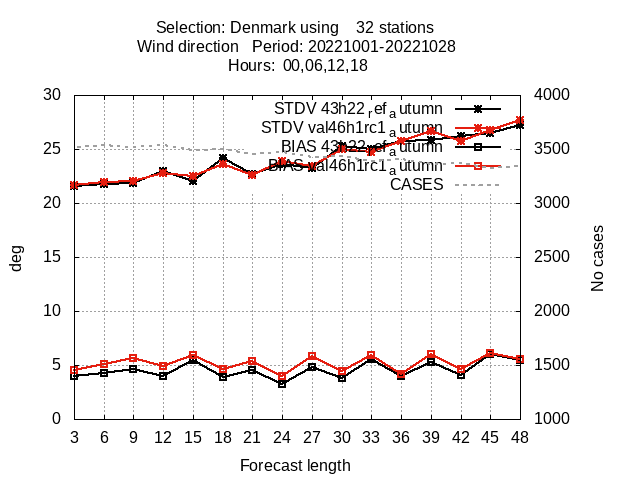 Selection: Denmark using 32 stations
Wind direction Period: 20221001-20221028
Hours: 00,06,12,18
30 4000
STDV 43h22_ref_autumn
STDV val46h1rc1_autumn
25 3500
BIAS 43h22_ref_autumn
BIAS val46h1rc1_autumn
CASES
20 3000
15 2500
deg No cases
10 2000
5 1500
0 1000
3 6 9 12 15 18 21 24 27 30 33 36 39 42 45 48
Forecast length